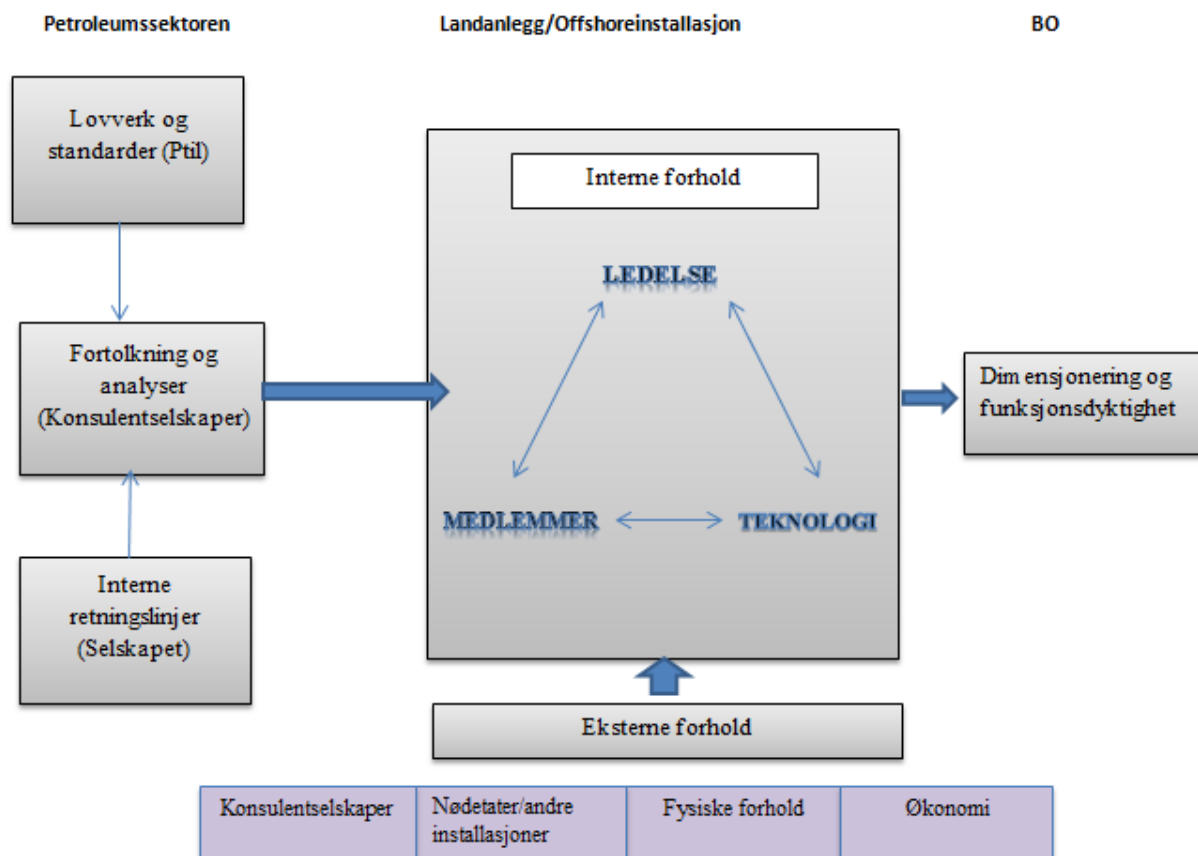 Petroleumssektoren
Landanlegg/Offshoreinstallasjon
BO
Lovverk og
standarder (Ptil)
Fortolkning og
analyser
(Konsulentselskaper)
Interne
retningslinjer
(Selskapet)
Interne forhold
LEDELSE
MEDLEMMER
TEKNOLOGI
Dimensjonering og
funksjonsdyktighet
Eksterne forhold
Konsulentselskaper
Nødetater/andre
installasjoner
Fysiske forhold
Økonomi